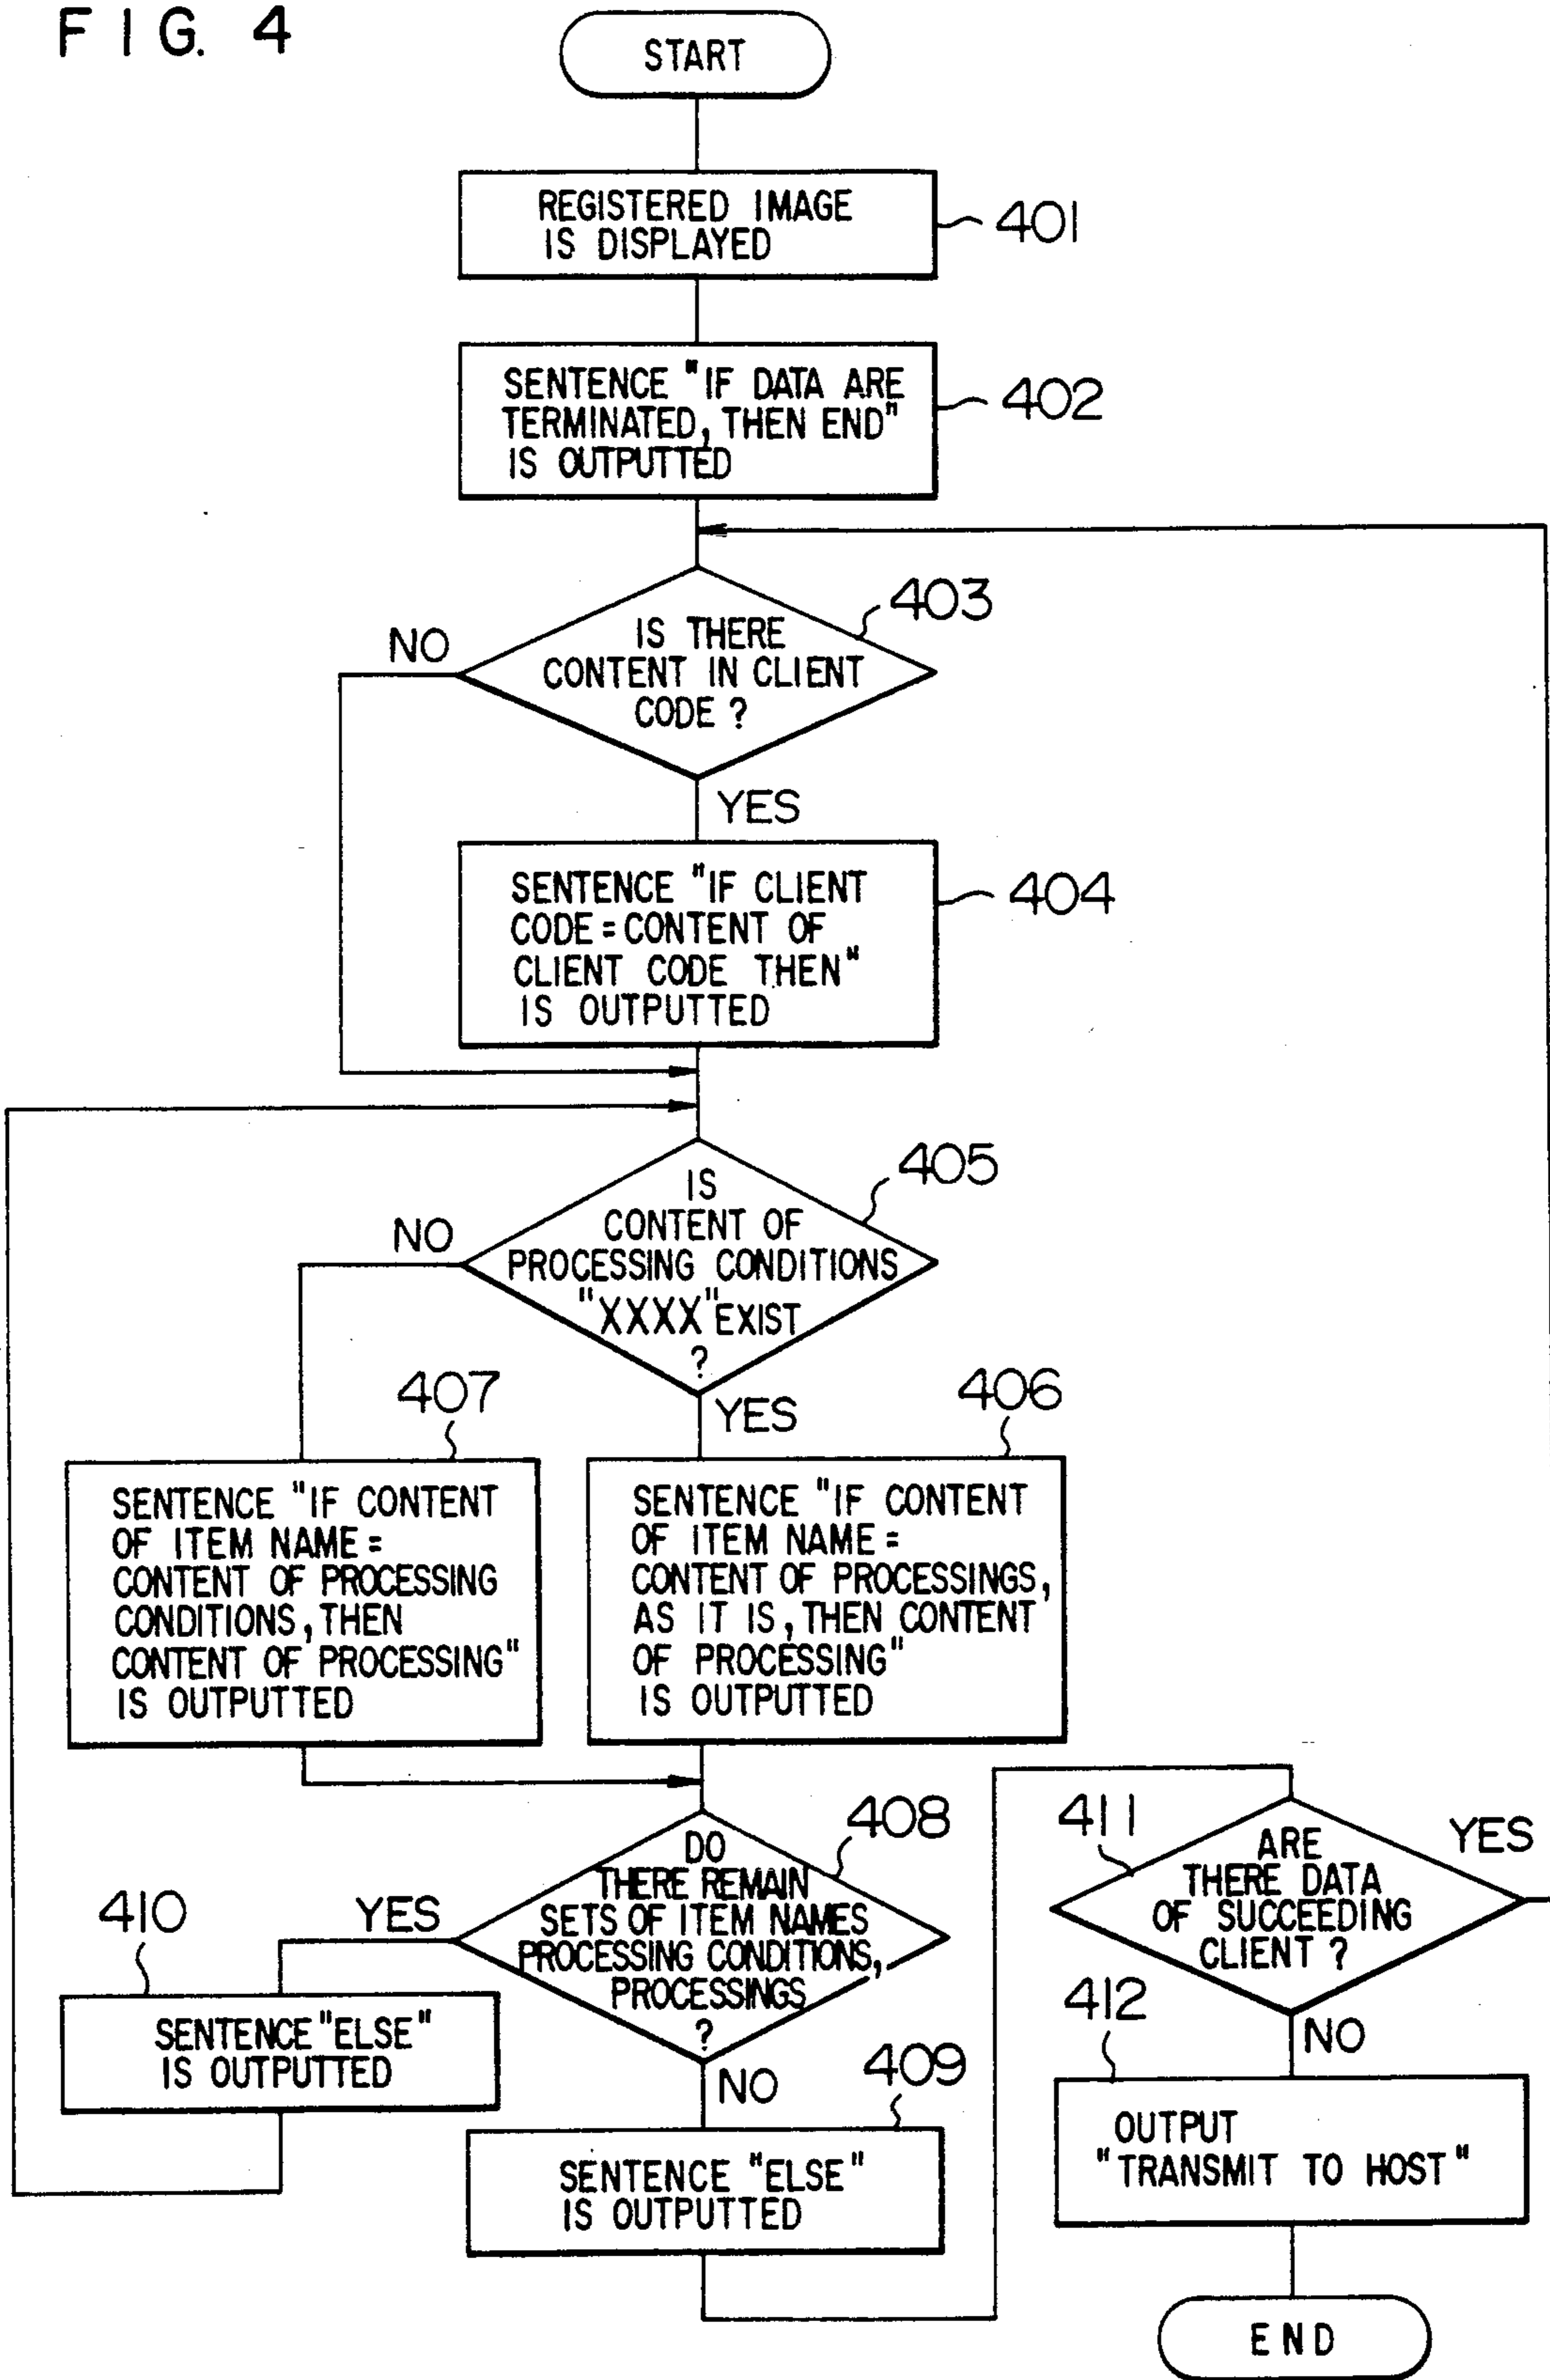 FIG. 4
START
REGISTERED IMAGE
IS DISPLAYED
401
SENTENCE "IF DATA ARE
TERMINATED, THEN END"
IS OUTPUTTED
402
403
NO
IS THERE
CONTENT IN CLIENT
CODE ?
YES
SENTENCE "IF CLIENT
CODE = CONTENT OF
CLIENT CODE THEN"
IS OUTPUTTED
404
405
NO
IS
CONTENT OF
PROCESSING CONDITIONS
"XXXX" EXIST
?
YES
407
406
SENTENCE "IF CONTENT
OF ITEM NAME =
CONTENT OF PROCESSING
CONDITIONS, THEN
CONTENT OF PROCESSING"
IS OUTPUTTED
SENTENCE "IF CONTENT
OF ITEM NAME =
CONTENT OF PROCESSINGS,
AS IT IS, THEN CONTENT
OF PROCESSING"
IS OUTPUTTED
408
DO
THERE REMAIN
SETS OF ITEM NAMES
PROCESSING CONDITIONS,
PROCESSINGS
?
YES
410
SENTENCE "ELSE"
IS OUTPUTTED
NO
409
SENTENCE "ELSE"
IS OUTPUTTED
411
ARE
THERE DATA
OF SUCCEEDING
CLIENT ?
YES
NO
412
OUTPUT
"TRANSMIT TO HOST"
END